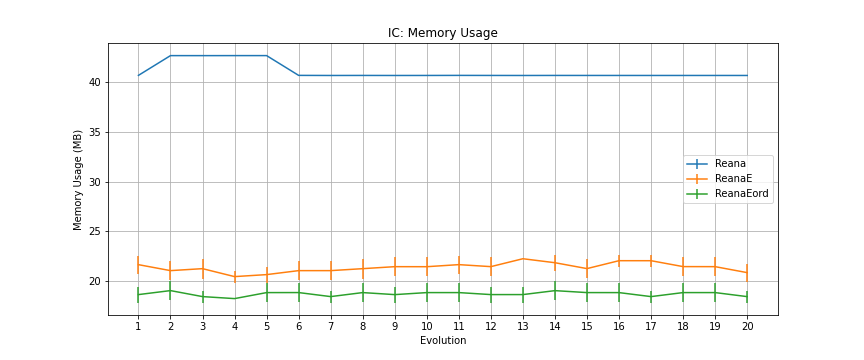 IC: Memory Usage
Memory Usage (MB)
40
35
30
25
20
Reana
ReanaE
ReanaEord
1 2 3 4 5 6 7 8 9 10 11 12 13 14 15 16 17 18 19 20
Evolution